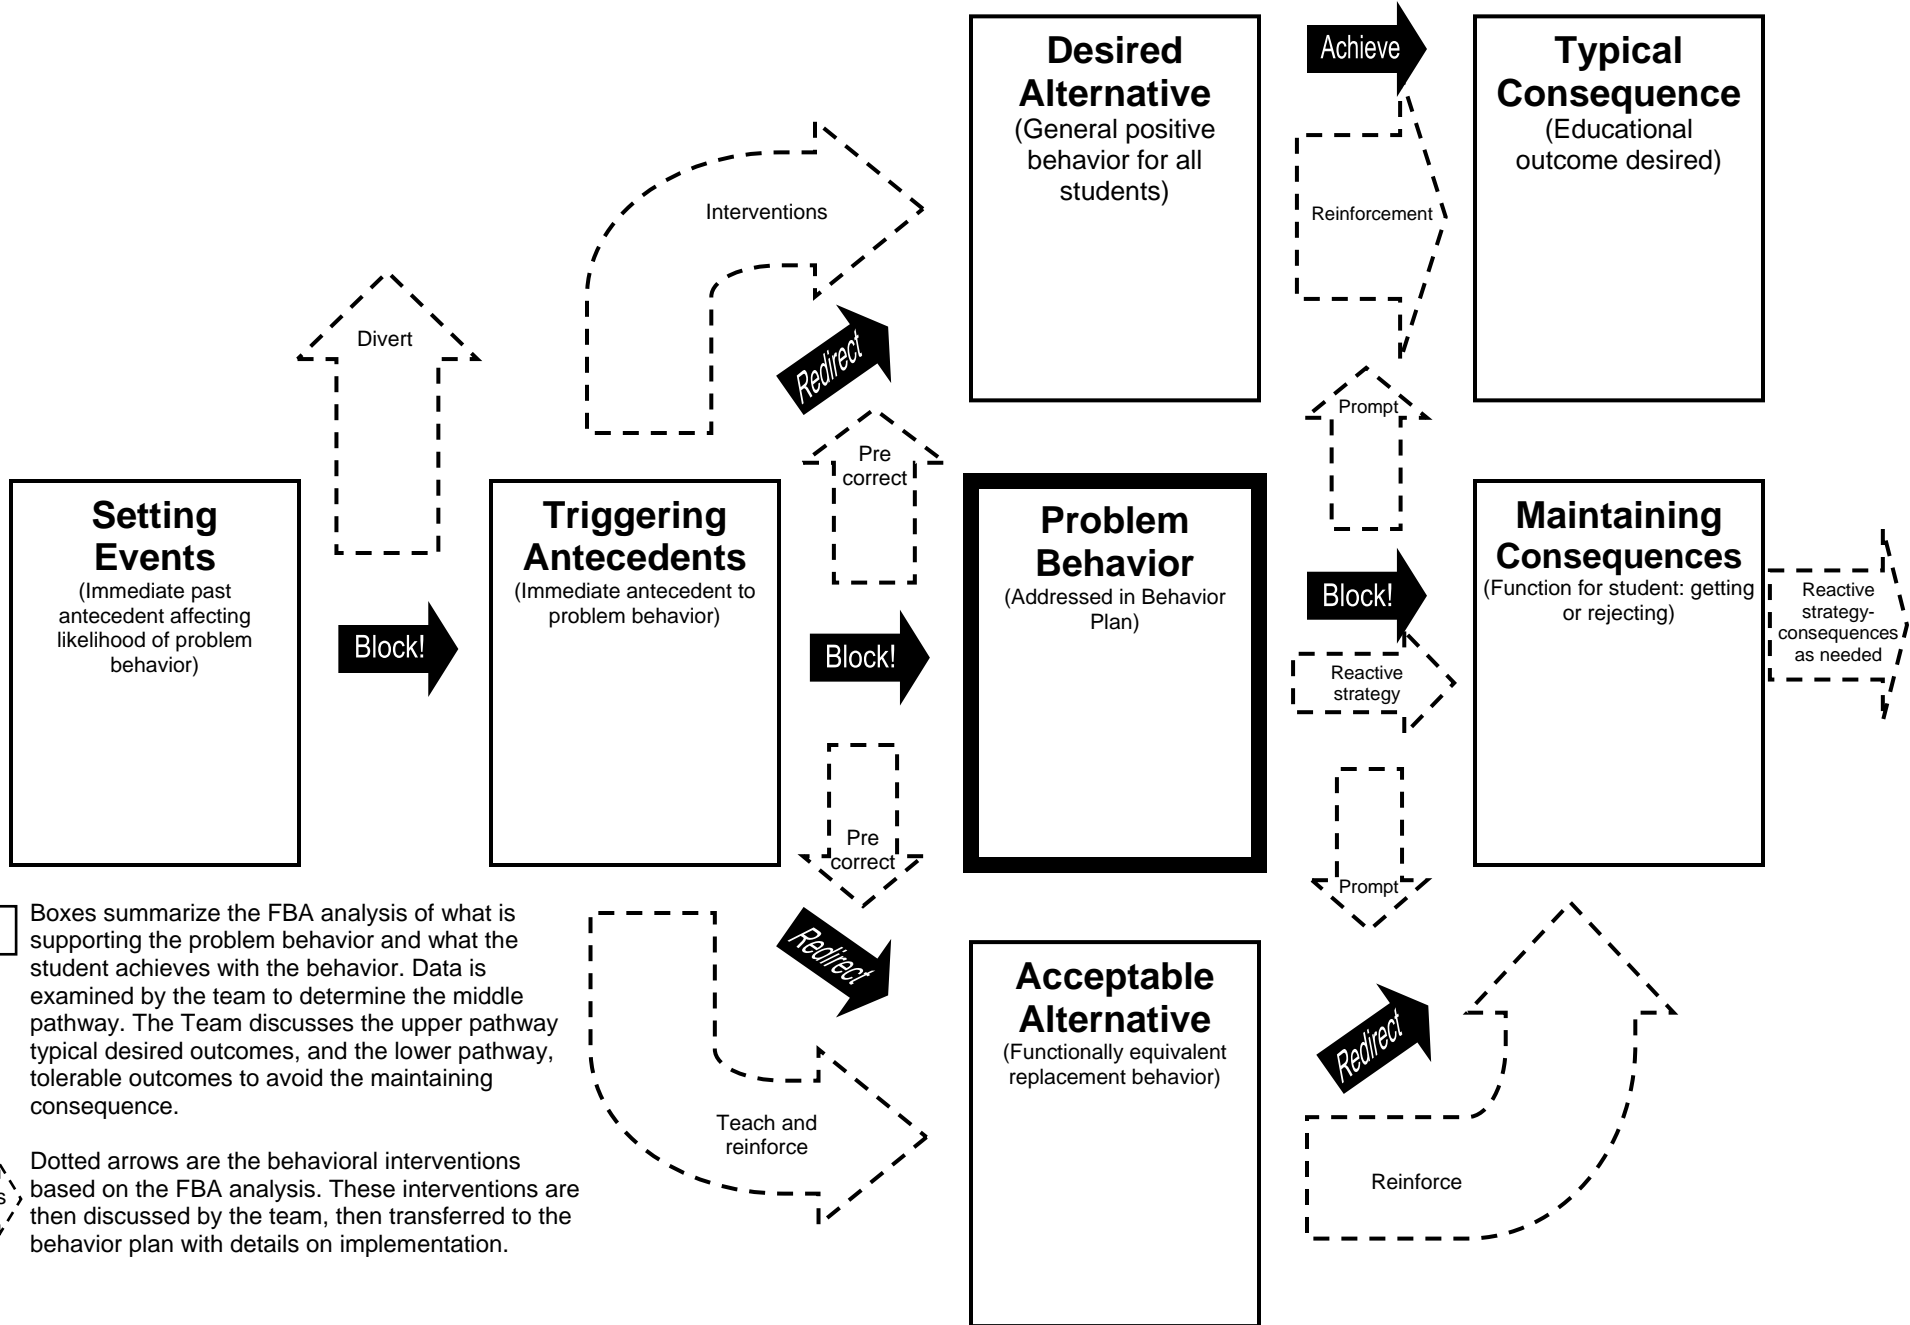 Desired
Alternative
(General positive
behavior for all
students)
Achieve
Reinforcement
Typical
Consequence
(Educational
outcome desired)
Interventions
Divert
Redirect
Pre
correct
Prompt
Setting
Events
(Immediate past
antecedent affecting
likelihood of problem
behavior)
Block!
Triggering
Antecedents
(Immediate antecedent to
problem behavior)
Block!
Problem
Behavior
(Addressed in Behavior
Plan)
Block!
Reactive
strategy
Maintaining
Consequences
(Function for student: getting
or rejecting)
Reactive
strategy-
consequences
as needed
Pre
correct
Prompt
Redirect
Boxes summarize the FBA analysis of what is
supporting the problem behavior and what the
student achieves with the behavior. Data is
examined by the team to determine the middle
pathway. The Team discusses the upper pathway
typical desired outcomes, and the lower pathway,
tolerable outcomes to avoid the maintaining
consequence.
Dotted arrows are the behavioral interventions
based on the FBA analysis. These interventions are
then discussed by the team, then transferred to the
behavior plan with details on implementation.
Teach and
reinforce
Acceptable
Alternative
(Functionally equivalent
replacement behavior)
Redirect
Reinforce